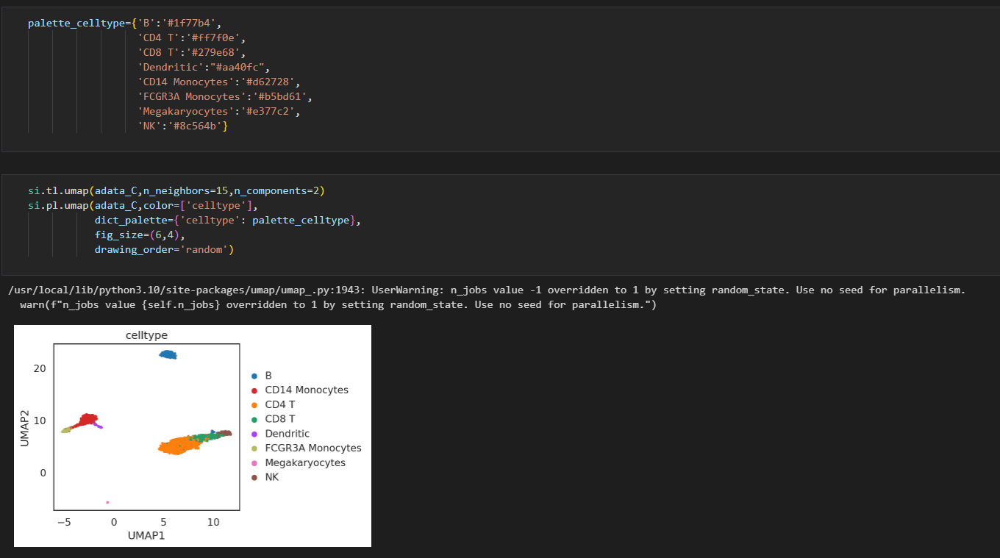 palette_celltype={'B':'#1f77b4',
'CD4 T':'#ff7f0e',
'CD8 T':'#279e68',
'Dendritic':"#aa40fc",
'CD14 Monocytes':'#d62728',
'FCGR3A Monocytes':'#b5bd61',
'Megakaryocytes':'#e377c2',
'NK':'#8c564b'}
si.tl.umap(adata_C,n_neighbors=15,n_components=2)
si.pl.umap(adata_C,color=['celltype'],
dict_palette={'celltype': palette_celltype},
fig_size=(6,4),
drawing_order='random')
/usr/local/lib/python3.10/site-packages/umap/umap_.py:1943: UserWarning: n_jobs value -1 overridden to 1 by setting random_state. Use no seed for parallelism.
warn(f"n_jobs value {self.n_jobs} overridden to 1 by setting random_state. Use no seed for parallelism.")
celltype
20
10
0
UMAP2
−5
0
5
10
UMAP1
B
CD14 Monocytes
CD4 T
CD8 T
Dendritic
FCGR3A Monocytes
Megakaryocytes
NK